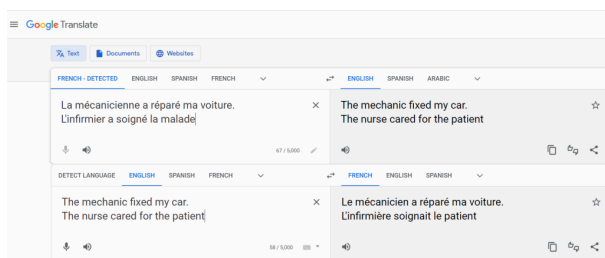 Google Translate
Text Documents Websites
FRENCH - DETECTED ENGLISH SPANISH FRENCH
ENGLISH SPANISH ARABIC
La mécanicienne a réparé ma voiture.
L'infirmier a soigné la malade
67 / 5,000
The mechanic fixed my car.
The nurse cared for the patient
DETECT LANGUAGE ENGLISH SPANISH FRENCH
FRENCH ENGLISH SPANISH
The mechanic fixed my car.
The nurse cared for the patient
58 / 5,000
Le mécanicien a réparé ma voiture.
L'infirmière soignait le patient